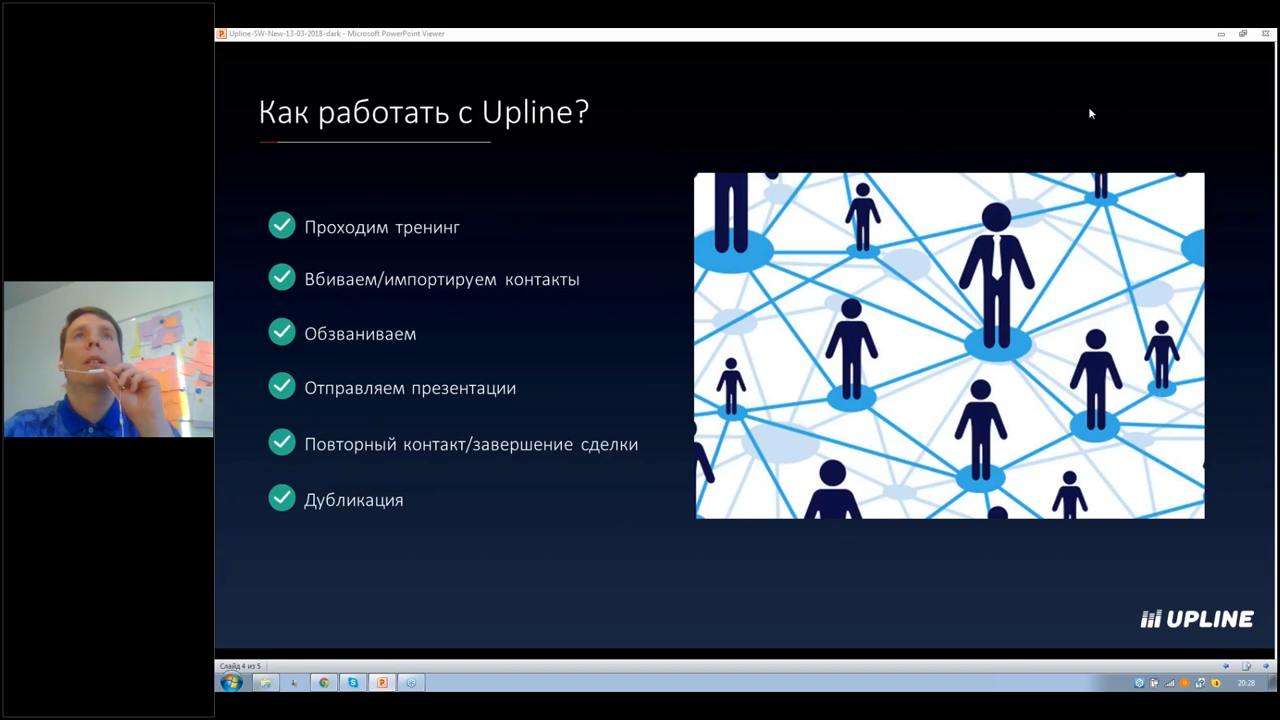 Upline-SW-New-13-03-2018-dark - Microsoft PowerPoint Viewer
Как работать с Upline?
Проходим тренинг
Вбиваем/импортируем контакты
Обзваниваем
Отправляем презентации
Повторный контакт/завершение сделки
Дубликация
UPLINE
Слайд 4 из 5
20:28